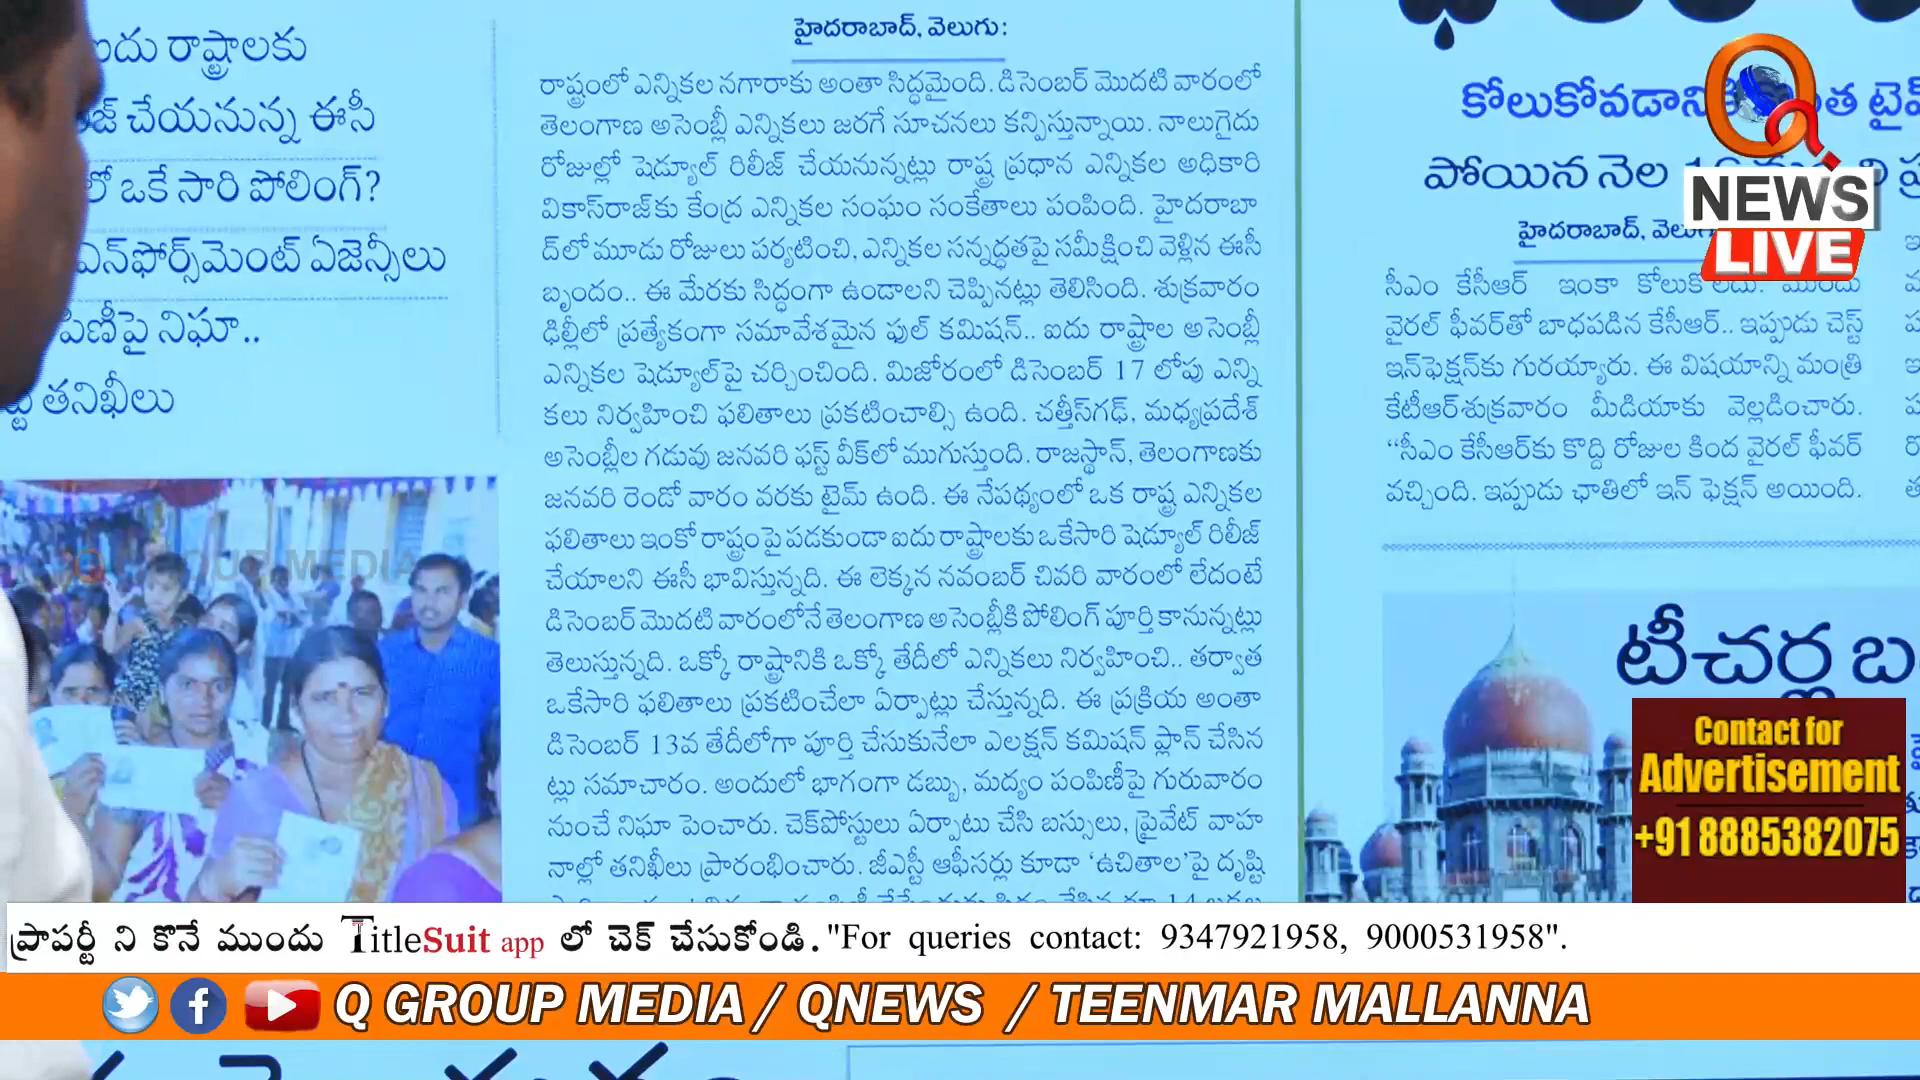 ఐదు రాష్ట్రాలకు
చేయనున్న ఈసీ
ఒకే సారి పోలింగ్?
ఎన్‌ఫోర్స్‌మెంట్ ఏజెన్సీలు
పై నిఘా..
తనిఖీలు
హైదరాబాద్, వెలుగు:
రాష్ట్రంలో ఎన్నికల నగారాకు అంతా సిద్ధమైంది. డిసెంబర్ మొదటి వారంలో
తెలంగాణ అసెంబ్లీ ఎన్నికలు జరగే సూచనలు కన్పిస్తున్నాయి. నాలుగైదు
రోజుల్లో షెడ్యూల్ రిలీజ్ చేయనున్నట్లు రాష్ట్ర ప్రధాన ఎన్నికల అధికారి
వికాస్‌రాజ్‌కు కేంద్ర ఎన్నికల సంఘం సంకేతాలు పంపింది. హైదరాబా
ద్‌లో మూడు రోజులు పర్యటించి, ఎన్నికల సన్నద్ధతపై సమీక్షించి వెళ్లిన ఈసీ
బృందం.. ఈ మేరకు సిద్ధంగా ఉండాలని చెప్పినట్లు తెలిసింది. శుక్రవారం
ఢిల్లీలో ప్రత్యేకంగా సమావేశమైన ఫుల్ కమిషన్.. ఐదు రాష్ట్రాల అసెంబ్లీ
ఎన్నికల షెడ్యూల్‌పై చర్చించింది. మిజోరంలో డిసెంబర్ 17 లోపు ఎన్ని
కలు నిర్వహించి ఫలితాలు ప్రకటించాల్సి ఉంది. చత్తీస్‌గఢ్, మధ్యప్రదేశ్
అసెంబ్లీల గడువు జనవరి ఫస్ట్ వీక్‌లో ముగుస్తుంది. రాజస్థాన్, తెలంగాణకు
జనవరి రెండో వారం వరకు టైమ్ ఉంది. ఈ నేపథ్యంలో ఒక రాష్ట్ర ఎన్నికల
ఫలితాలు ఇంకో రాష్ట్రంపై పడకుండా ఐదు రాష్ట్రాలకు ఒకేసారి షెడ్యూల్ రిలీజ్
చేయాలని ఈసీ భావిస్తున్నది. ఈ లెక్కన నవంబర్ చివరి వారంలో లేదంటే
డిసెంబర్ మొదటి వారంలోనే తెలంగాణ అసెంబ్లీకి పోలింగ్ పూర్తి కానున్నట్లు
తెలుస్తున్నది. ఒక్కో రాష్ట్రానికి ఒక్కో తేదీలో ఎన్నికలు నిర్వహించి.. తర్వాత
ఒకేసారి ఫలితాలు ప్రకటించేలా ఏర్పాట్లు చేస్తున్నది. ఈ ప్రక్రియ అంతా
డిసెంబర్ 13వ తేదీలోగా పూర్తి చేసుకునేలా ఎలక్షన్ కమిషన్ ప్లాన్ చేసిన
ట్లు సమాచారం. అందులో భాగంగా డబ్బు, మద్యం పంపిణీపై గురువారం
నుంచే నిఘా పెంచారు. చెక్‌పోస్టులు ఏర్పాటు చేసి బస్సులు, ప్రైవేట్ వాహ
నాల్లో తనిఖీలు ప్రారంభించారు. జీఎస్టీ ఆఫీసర్లు కూడా 'ఉచితాల'పై దృష్టి
పోయిన నెల
హైదరాబాద్, వెలుగు
సీఎం కేసీఆర్ ఇంకా కోలుకోలేదు. ముందు
వైరల్ ఫీవర్‌తో బాధపడిన కేసీఆర్.. ఇప్పుడు చెస్ట్
ఇన్‌ఫెక్షన్‌కు గురయ్యారు. ఈ విషయాన్ని మంత్రి
కేటీఆర్‌శుక్రవారం మీడియాకు వెల్లడించారు.
“సీఎం కేసీఆర్‌కు కొద్ది రోజుల కింద వైరల్ ఫీవర్
వచ్చింది. ఇప్పుడు ఛాతిలో ఇన్ ఫెక్షన్ అయింది.
టీచర్ల బ
Q GROUP MEDIA
Q
NEWS
LIVE
Contact for
Advertisement
+91 8885382075
ప్రాపర్టీ ని కొనే ముందు TitleSuit app లో చెక్ చేసుకోండి. "For queries contact: 9347921958, 9000531958".
Q GROUP MEDIA / QNEWS / TEENMAR MALLANNA